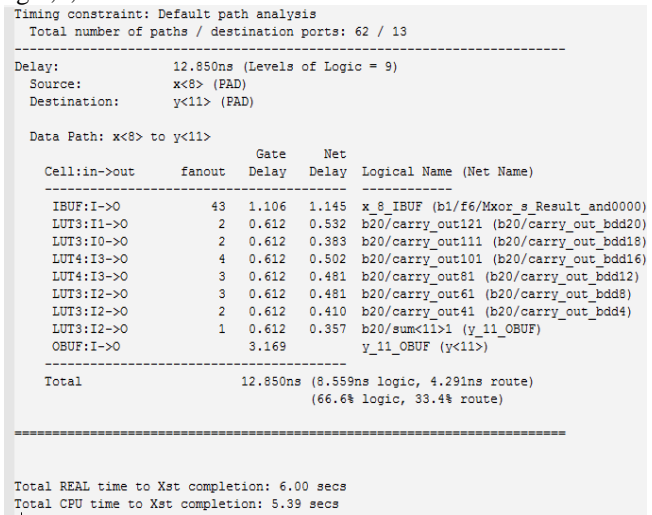 Timing constraint: Default path analysis
Total number of paths / destination ports: 62 / 13
-------------------------------------------------------------------------
Delay: 12.850ns (Levels of Logic = 9)
Source: x<8> (PAD)
Destination: y<11> (PAD)
Data Path: x<8> to y<11>
Gate Net
Cell:in->out fanout Delay Delay Logical Name (Net Name)
---------------------------------------- ------------
IBUF:I->O 43 1.106 1.145 x_8_IBUF (b1/f6/Mxor_s_Result_and0000)
LUT3:I1->O 2 0.612 0.532 b20/carry_out121 (b20/carry_out_bdd20)
LUT3:I0->O 2 0.612 0.383 b20/carry_out111 (b20/carry_out_bdd18)
LUT4:I3->O 4 0.612 0.502 b20/carry_out101 (b20/carry_out_bdd16)
LUT4:I3->O 3 0.612 0.481 b20/carry_out81 (b20/carry_out_bdd12)
LUT3:I2->O 3 0.612 0.481 b20/carry_out61 (b20/carry_out_bdd8)
LUT3:I2->O 2 0.612 0.410 b20/carry_out41 (b20/carry_out_bdd4)
LUT3:I2->O 1 0.612 0.357 b20/sum<11>1 (y_11_OBUF)
OBUF:I->O 3.169 y_11_OBUF (y<11>)
----------------------------------------
Total 12.850ns (8.559ns logic, 4.291ns route)
(66.6% logic, 33.4% route)
=========================================================================
Total REAL time to Xst completion: 6.00 secs
Total CPU time to Xst completion: 5.39 secs